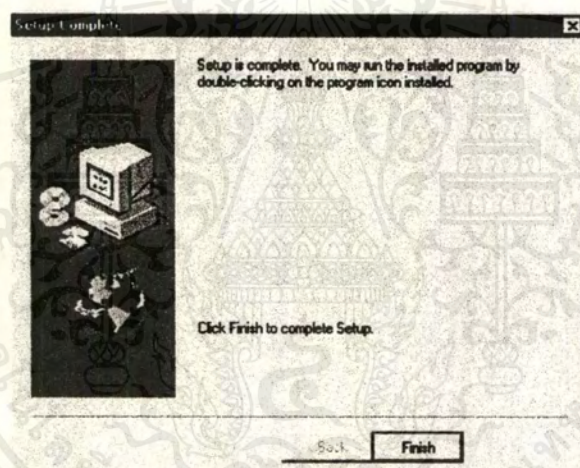 Setup Complete
Setup is complete. You may run the installed program by
double-clicking on the program icon installed.
Click Finish to complete Setup.
Back
Finish